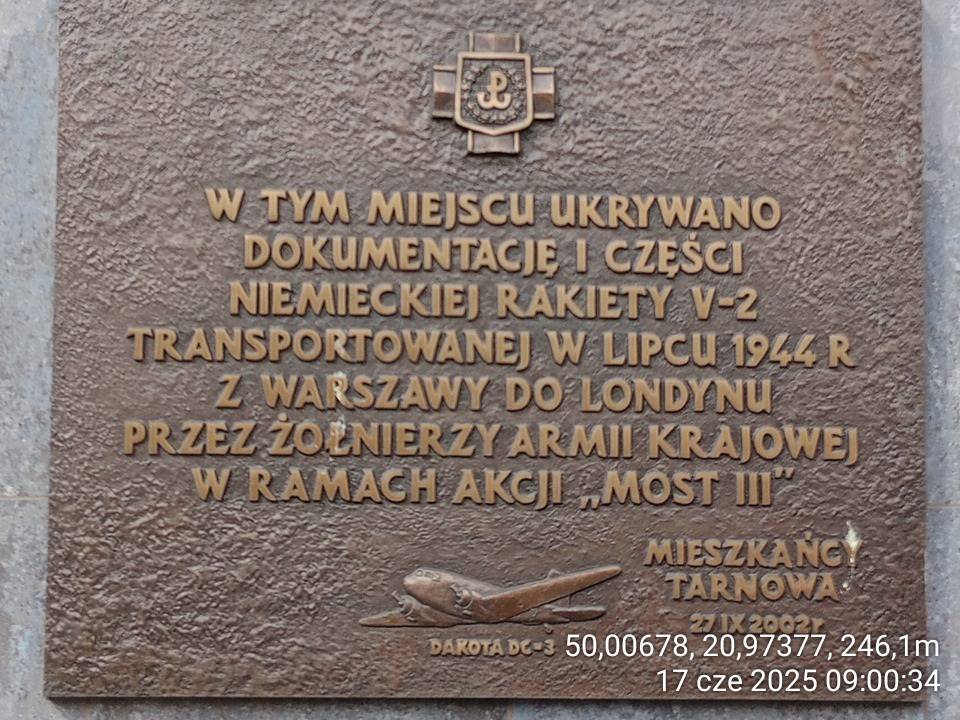 W TYM MIEJSCU UKRYWANO
DOKUMENTACJĘ I CZĘŚCI
NIEMIECKIEJ RAKIETY V-2
TRANSPORTOWANEJ W LIPCU 1944 R
Z WARSZAWY DO LONDYNU
PRZEZ ŻOŁNIERZY ARMII KRAJOWEJ
W RAMACH AKCJI „MOST III"
MIESZKAŃCY
TARNOWA
27 IX 2002 r
DAKOTA DC-3
50,00678, 20,97377, 246,1m
17 cze 2025 09:00:34